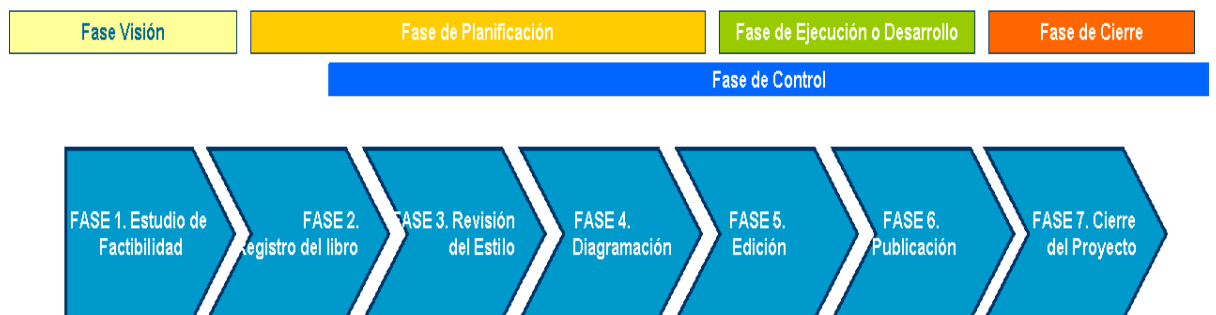 Fase Visión
Fase de Planificación
Fase de Ejecución o Desarrollo
Fase de Cierre
Fase de Control
FASE 1. Estudio de
Factibilidad
FASE 2.
Registro del libro
FASE 3. Revisión
del Estilo
FASE 4.
Diagramación
FASE 5.
Edición
FASE 6.
Publicación
FASE 7. Cierre
del Proyecto